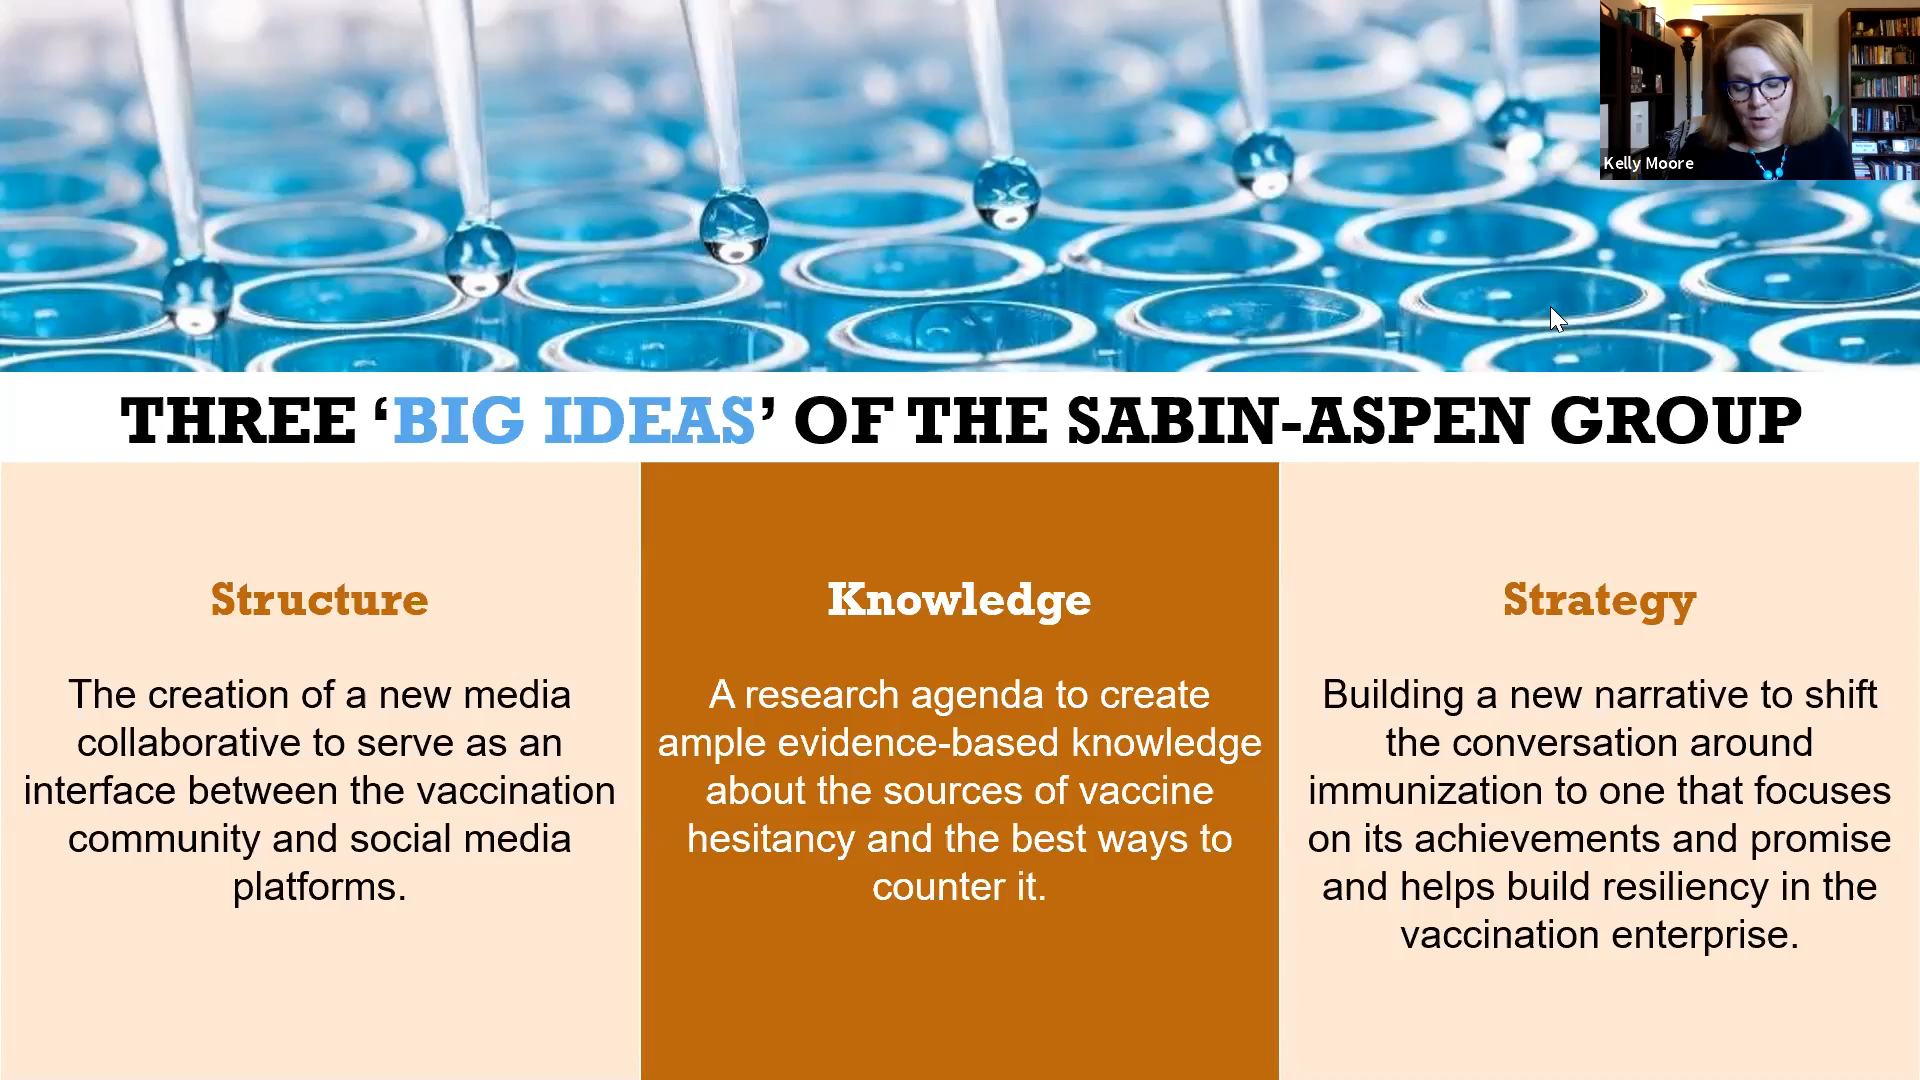 Kelly Moore
THREE ‘BIG IDEAS’ OF THE SABIN-ASPEN GROUP
Structure
The creation of a new media
collaborative to serve as an
interface between the vaccination
community and social media
platforms.
Knowledge
A research agenda to create
ample evidence-based knowledge
about the sources of vaccine
hesitancy and the best ways to
counter it.
Strategy
Building a new narrative to shift
the conversation around
immunization to one that focuses
on its achievements and promise
and helps build resiliency in the
vaccination enterprise.